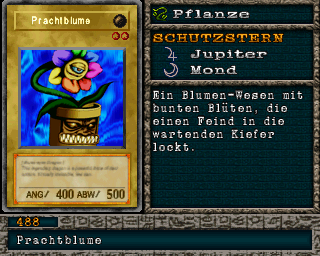 Prachtblume
ANG/ 400 ABW/ 500
Pflanze
SCHUTZSTERN
Jupiter
Mond
Ein Blumen-Wesen mit
bunten Blüten, die
einen Feind in die
wartenden Kiefer
lockt.
488
Prachtblume